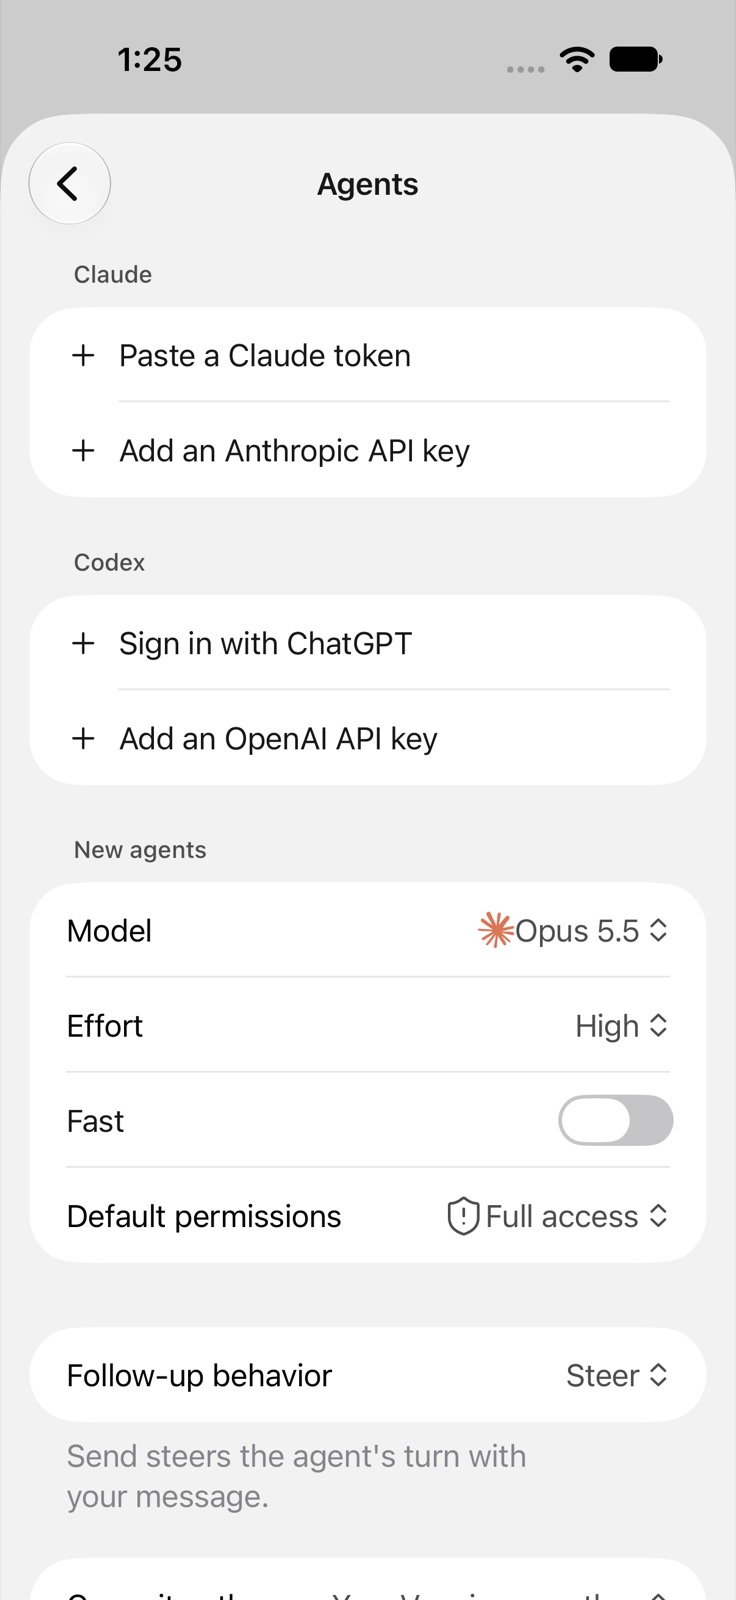 1:25
Agents
Claude
Paste a Claude token
Add an Anthropic API key
Codex
Sign in with ChatGPT
Add an OpenAI API key
New agents
Model Opus 5.5
Effort High
Fast
Default permissions Full access
Follow-up behavior Steer
Send steers the agent's turn with
your message.